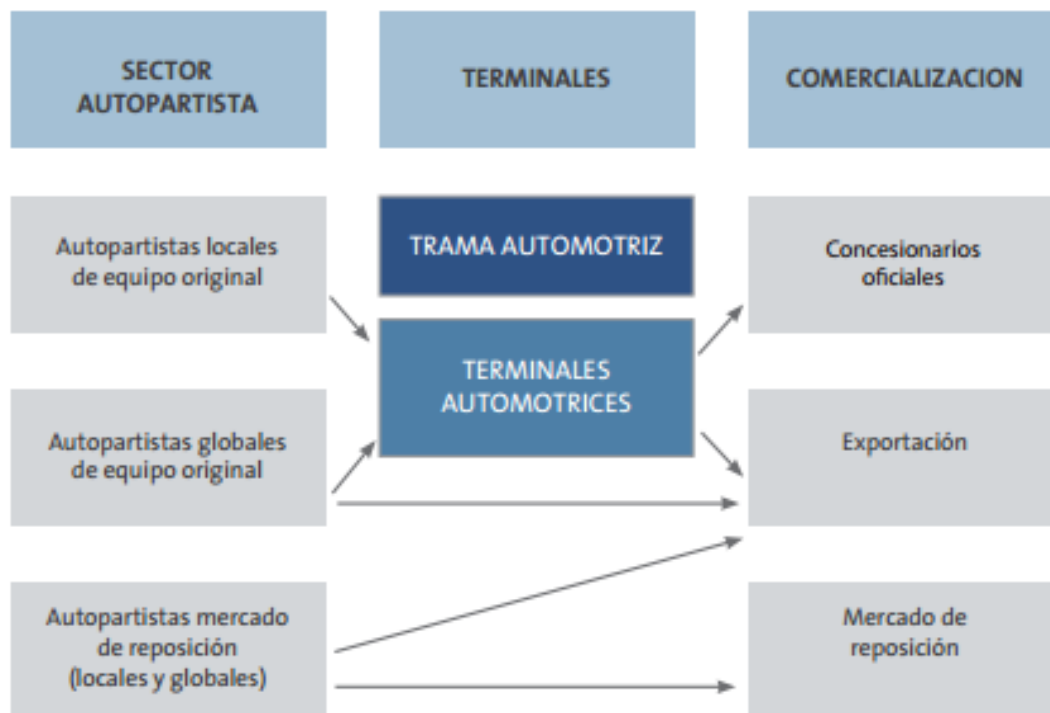 SECTOR
AUTOPARTISTA
TERMINALES
COMERCIALIZACION
Autopartistas locales
de equipo original
TRAMA AUTOMOTRIZ
Concesionarios
oficiales
TERMINALES
AUTOMOTRICES
Autopartistas globales
de equipo original
Exportación
Autopartistas mercado
de reposición
(locales y globales)
Mercado de
reposición